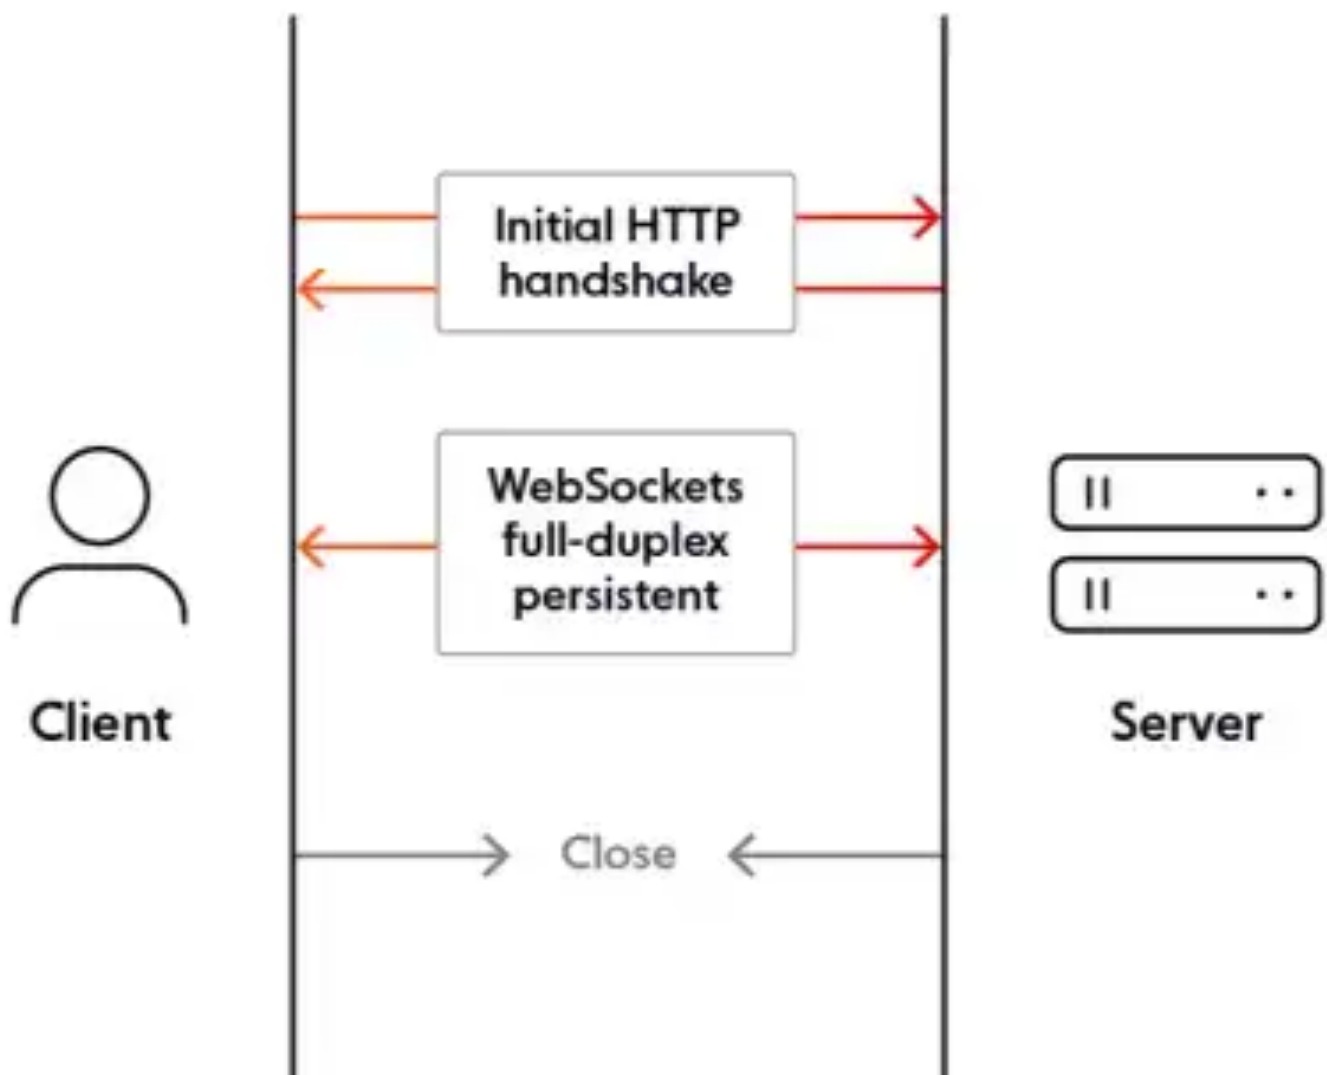 Initial HTTP
handshake
WebSockets
full-duplex
persistent
Client
Server
Close